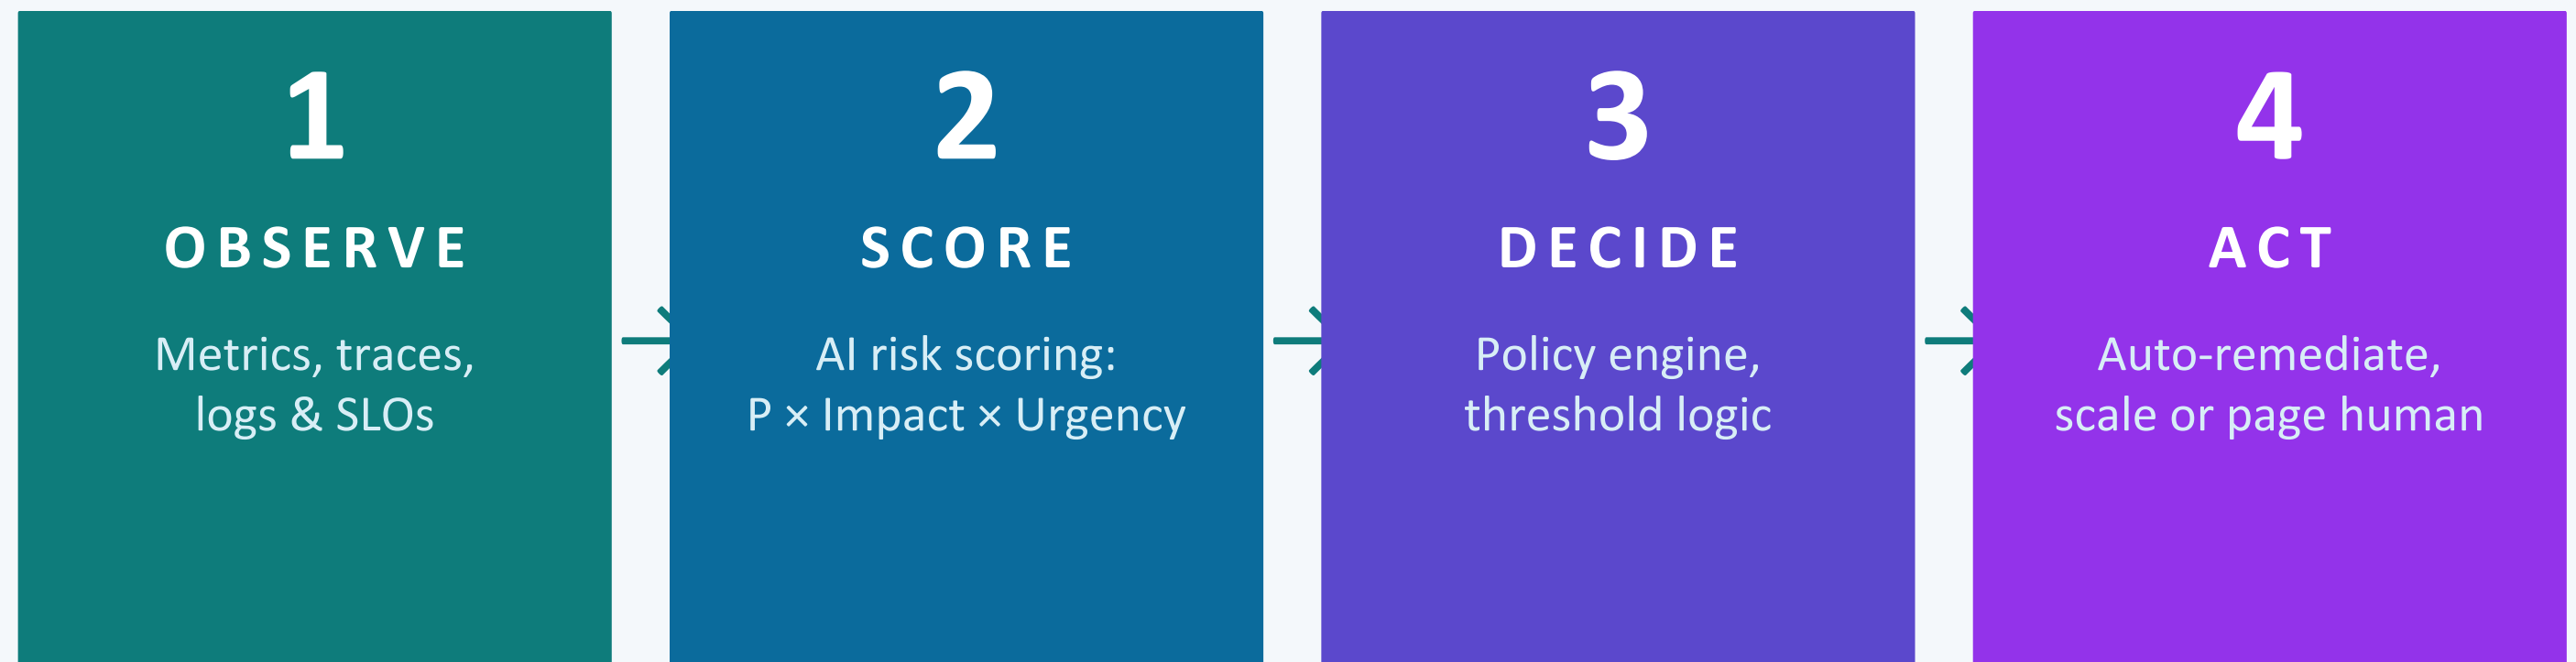 1
OBSERVE
Metrics, traces,
logs & SLOs
2
SCORE
AI risk scoring:
P × Impact × Urgency
3
DECIDE
Policy engine,
threshold logic
4
ACT
Auto-remediate,
scale or page human